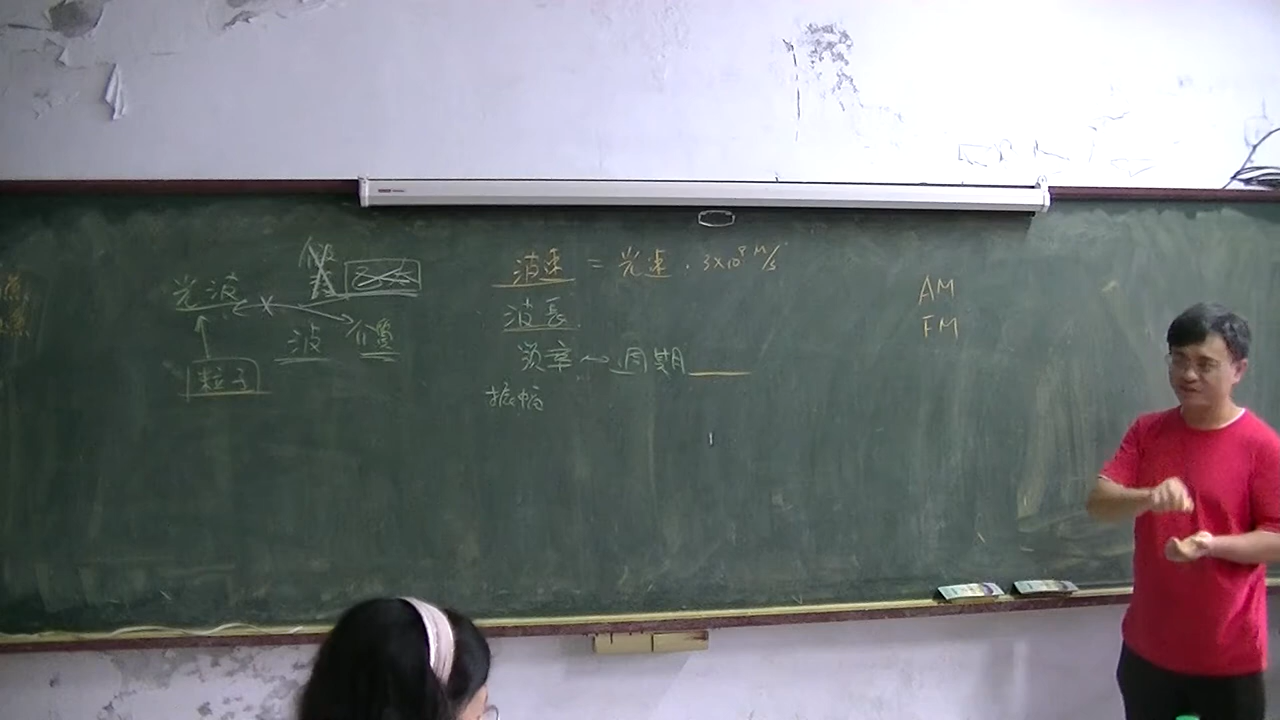 光波
波
介質
粒子
波速 = 光速 . 3×10⁸ M/s
波長
頻率 ~ 週期
振幅
AM
FM